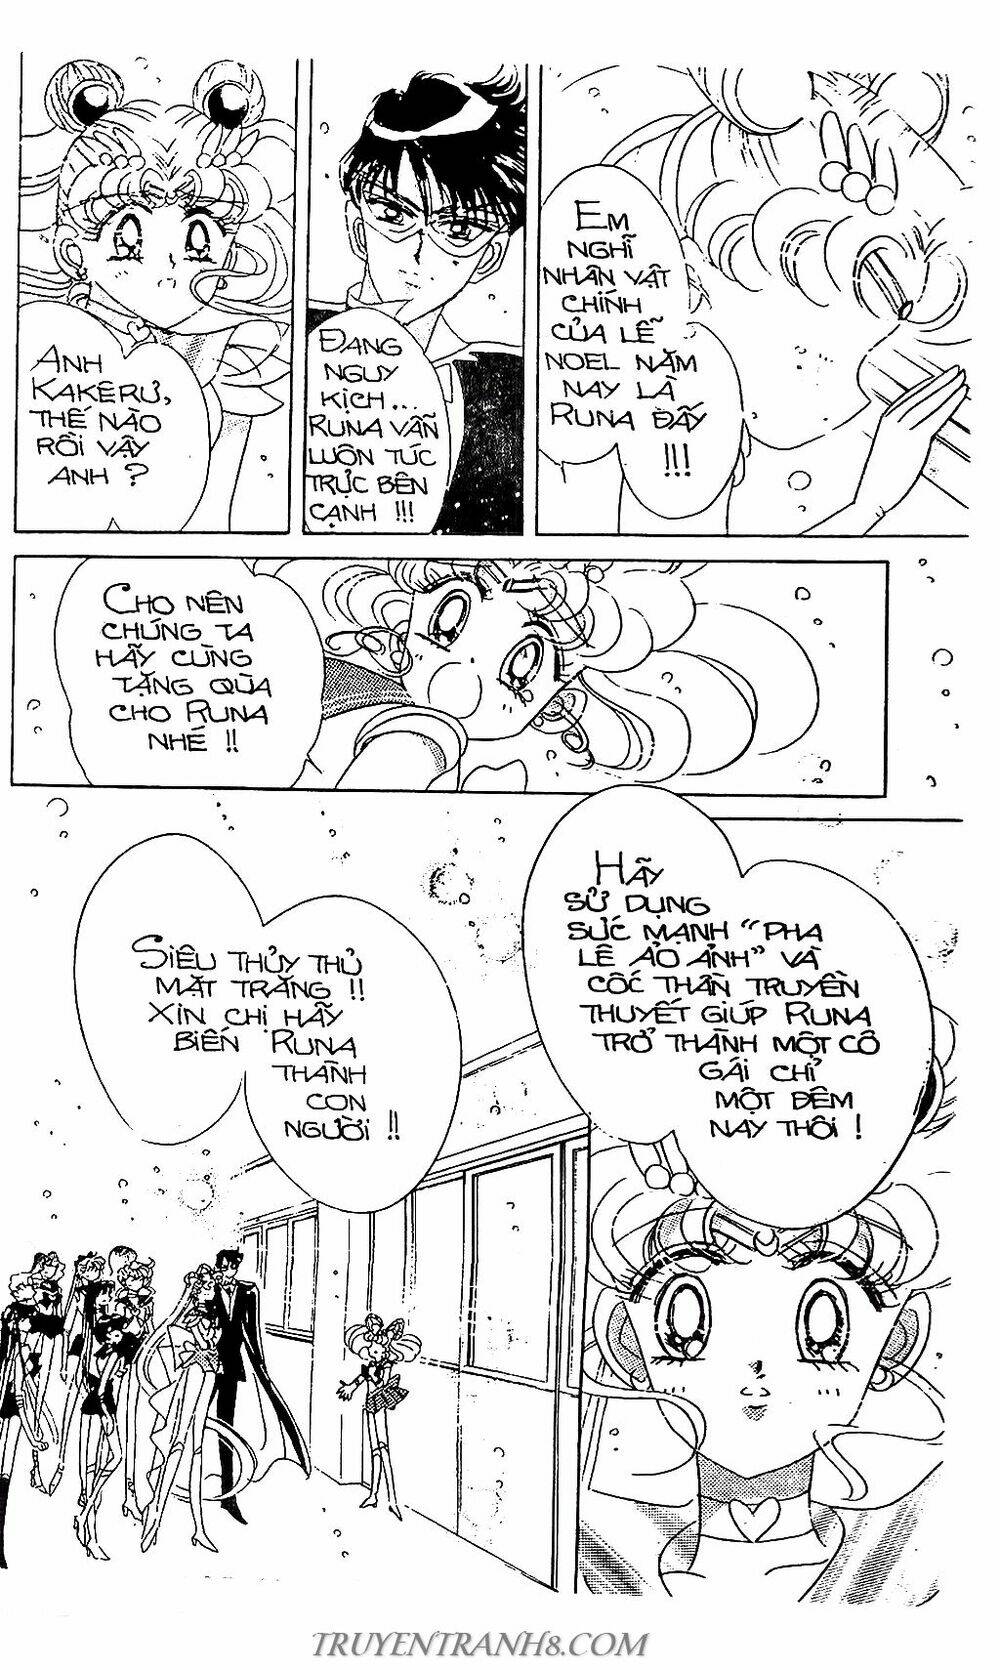 ANH
KAKERƯ,
THẾ NÀO
RỒI VẬY
ANH ?
ĐANG
NGUY
KỊCH...
RUNA VẪN
LUÔN TÚC
TRỰC BÊN
CẠNH !!!
EM
NGHĨ
NHÂN VẬT
CHÍNH
CỦA LỄ
NOEL NĂM
NAY LÀ
RUNA ĐẤY
!!!
CHO NÊN
CHÚNG TA
HÃY CÙNG
TẶNG QÙA
CHO RUNA
NHÉ !!
SIÊU THỦY THỦ
MẶT TRĂNG !!
XIN CHỊ HÃY
BIẾN RUNA
THÀNH
CON
NGƯỜI !!
HÃY
SỬ DỤNG
SỨC MẠNH "PHA
LÊ ẢO ẢNH" VÀ
CỐC THẦN TRUYỀN
THUYẾT GIÚP RUNA
TRỞ THÀNH MỘT CÔ
GÁI CHỈ
MỘT ĐÊM
NAY THÔI !
TRUYENTRANH8.COM